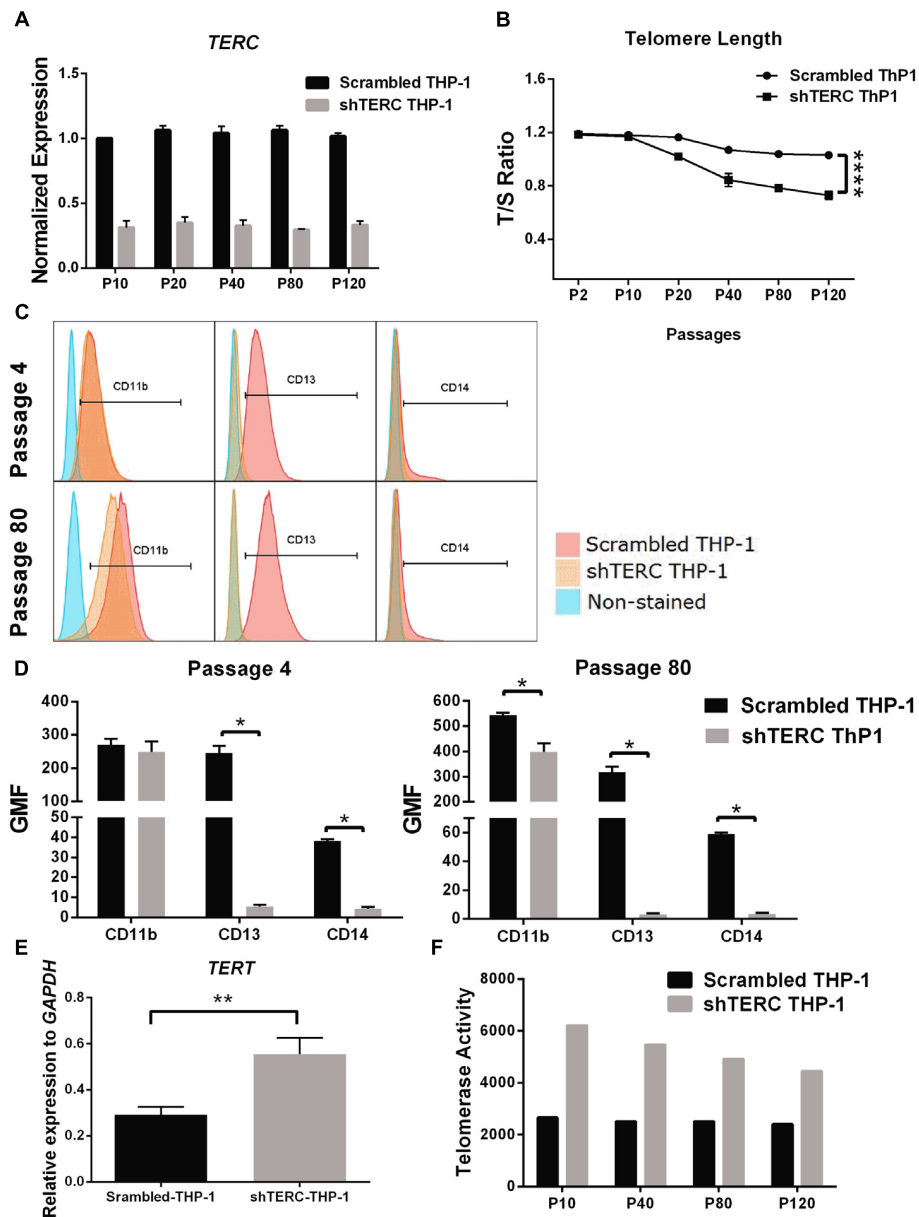 A
TERC
Normalized Expression
1.5
1.0
0.5
0.0
P10 P20 P40 P80 P120
Scrambled THP-1
shTERC THP-1
B
Telomere Length
T/S Ratio
1.6
1.2
0.8
0.4
P2 P10 P20 P40 P80 P120
Passages
Scrambled ThP1
shTERC ThP1
****
C
Passage 4
CD11b
CD13
CD14
Passage 80
CD11b
CD13
CD14
Scrambled THP-1
shTERC THP-1
Non-stained
D
Passage 4
GMF
400
300
200
100
50
40
30
20
10
0
*
*
CD11b CD13 CD14
Passage 80
GMF
600
500
400
300
200
80
60
40
20
0
*
*
*
CD11b CD13 CD14
Scrambled THP-1
shTERC ThP1
E
TERT
Relative expression to GAPDH
0.8
0.6
0.4
0.2
0.0
**
Srambled-THP-1 shTERC-THP-1
F
Telomerase Activity
8000
6000
4000
2000
0
P10 P40 P80 P120
Scrambled THP-1
shTERC THP-1